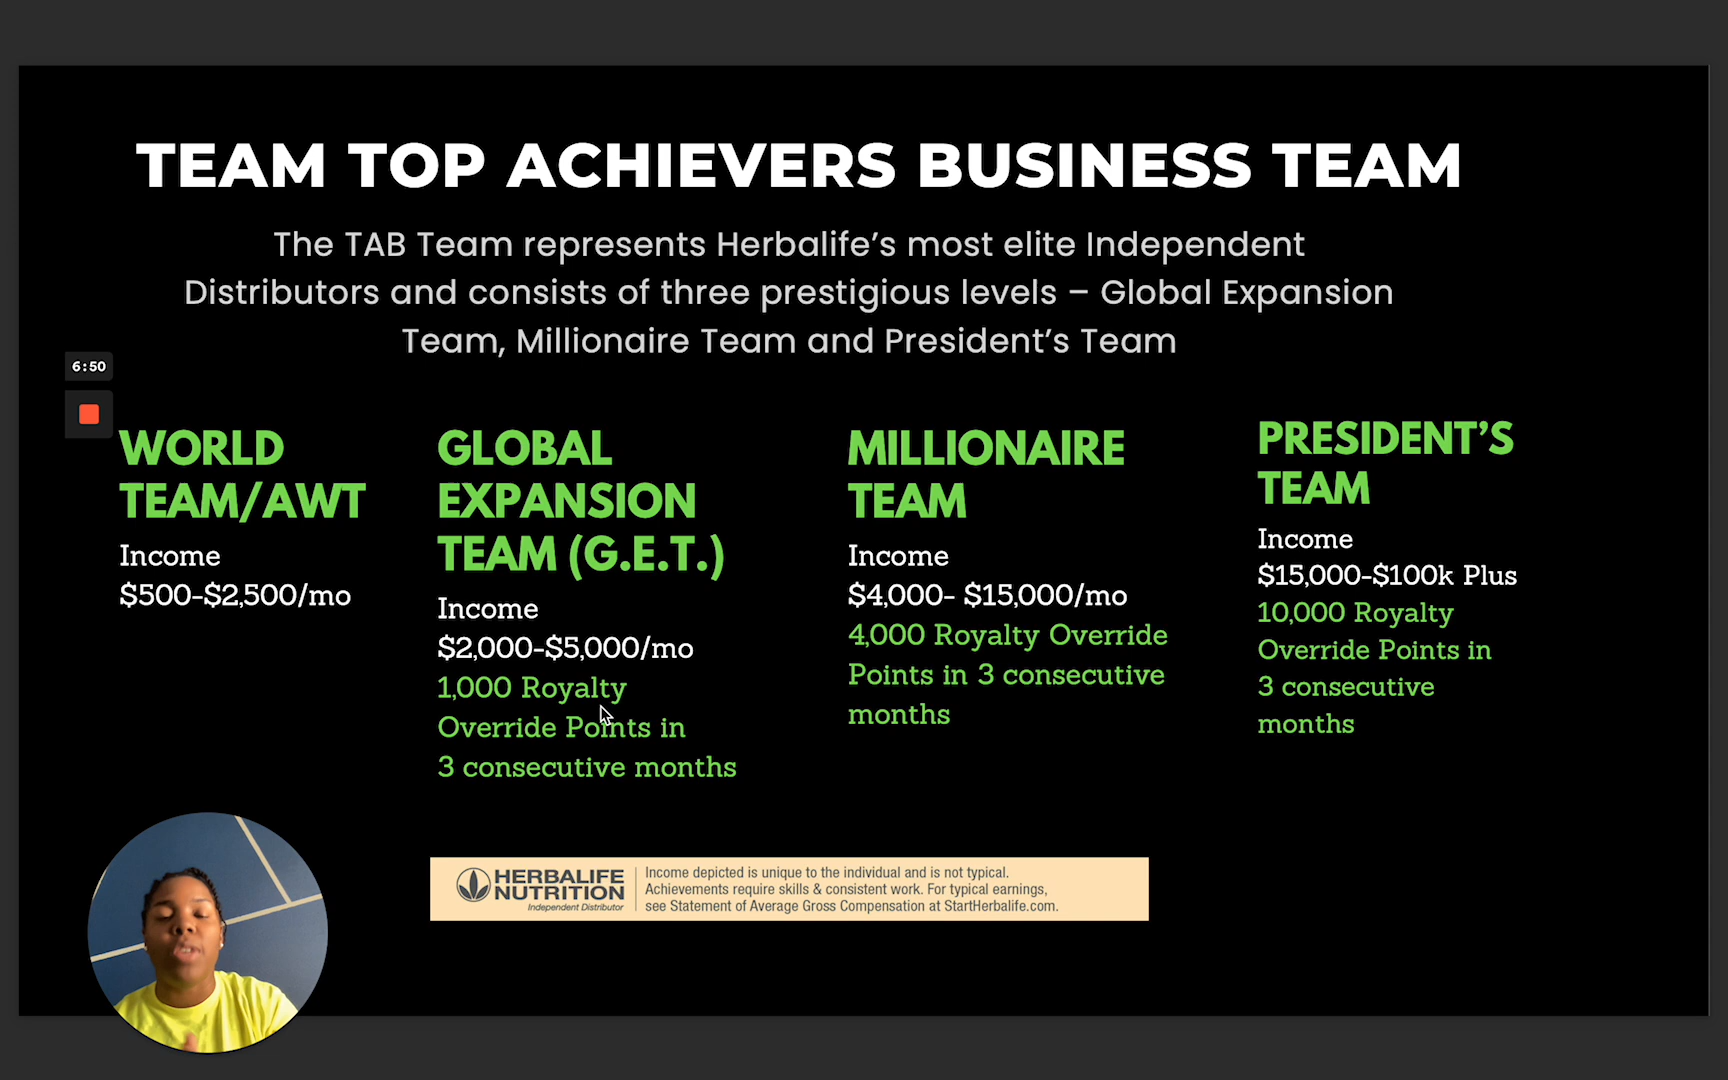 TEAM TOP ACHIEVERS BUSINESS TEAM
The TAB Team represents Herbalife’s most elite Independent
Distributors and consists of three prestigious levels – Global Expansion
Team, Millionaire Team and President’s Team
6:50
WORLD
TEAM/AWT
Income
$500-$2,500/mo
GLOBAL
EXPANSION
TEAM (G.E.T.)
Income
$2,000-$5,000/mo
1,000 Royalty
Override Points in
3 consecutive months
MILLIONAIRE
TEAM
Income
$4,000- $15,000/mo
4,000 Royalty Override
Points in 3 consecutive
months
PRESIDENT’S
TEAM
Income
$15,000-$100k Plus
10,000 Royalty
Override Points in
3 consecutive
months
HERBALIFE
NUTRITION
Independent Distributor
Income depicted is unique to the individual and is not typical.
Achievements require skills & consistent work. For typical earnings,
see Statement of Average Gross Compensation at StartHerbalife.com.